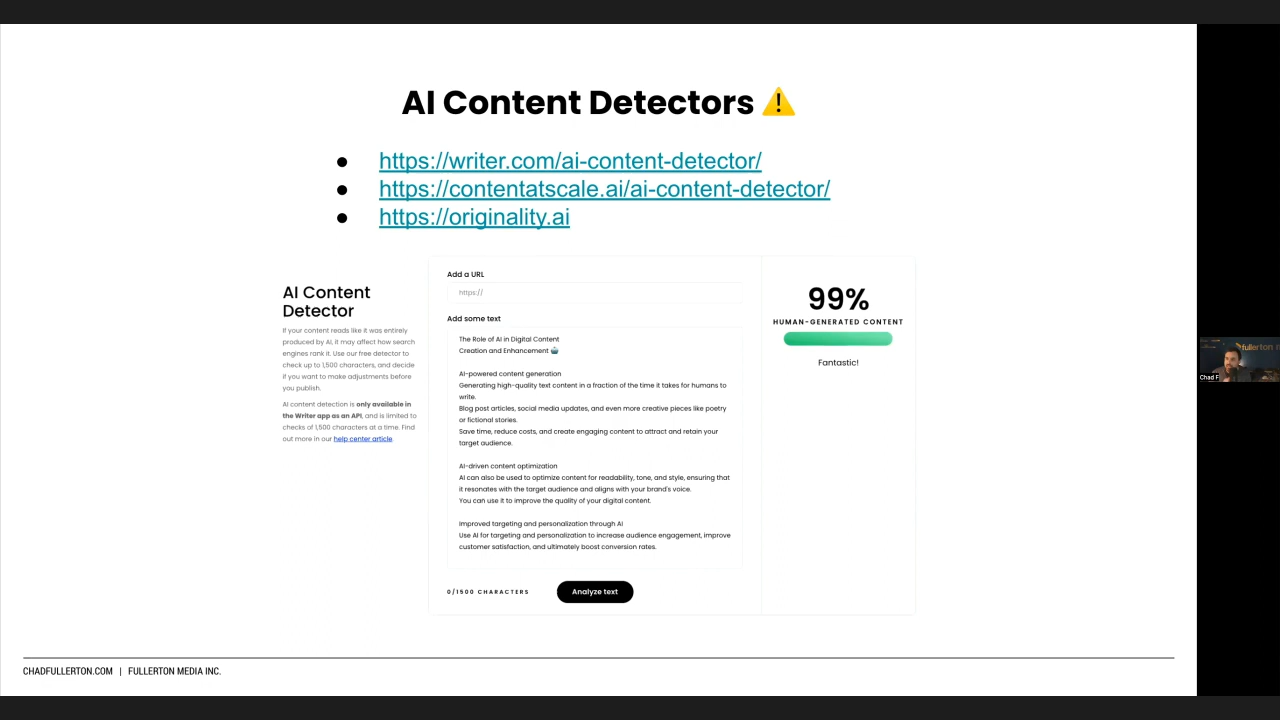 AI Content Detectors ⚠️
● https://writer.com/ai-content-detector/
● https://contentatscale.ai/ai-content-detector/
● https://originality.ai
AI Content
Detector
If your content reads like it was entirely
produced by AI, it may affect how search
engines rank it. Use our free detector to
check up to 1,500 characters, and decide
if you want to make adjustments before
you publish.
AI content detection is only available in
the Writer app as an API, and is limited to
checks of 1,500 characters at a time. Find
out more in our help center article.
Add a URL
https://
Add some text
The Role of AI in Digital Content
Creation and Enhancement 🤖
AI-powered content generation
Generating high-quality text content in a fraction of the time it takes for humans to
write.
Blog post articles, social media updates, and even more creative pieces like poetry
or fictional stories.
Save time, reduce costs, and create engaging content to attract and retain your
target audience.
AI-driven content optimization
AI can also be used to optimize content for readability, tone, and style, ensuring that
it resonates with the target audience and aligns with your brand's voice.
You can use it to improve the quality of your digital content.
Improved targeting and personalization through AI
Use AI for targeting and personalization to increase audience engagement, improve
customer satisfaction, and ultimately boost conversion rates.
0/1500 CHARACTERS
Analyze text
99%
HUMAN-GENERATED CONTENT
Fantastic!
fullerton
Chad F
CHADFULLERTON.COM | FULLERTON MEDIA INC.